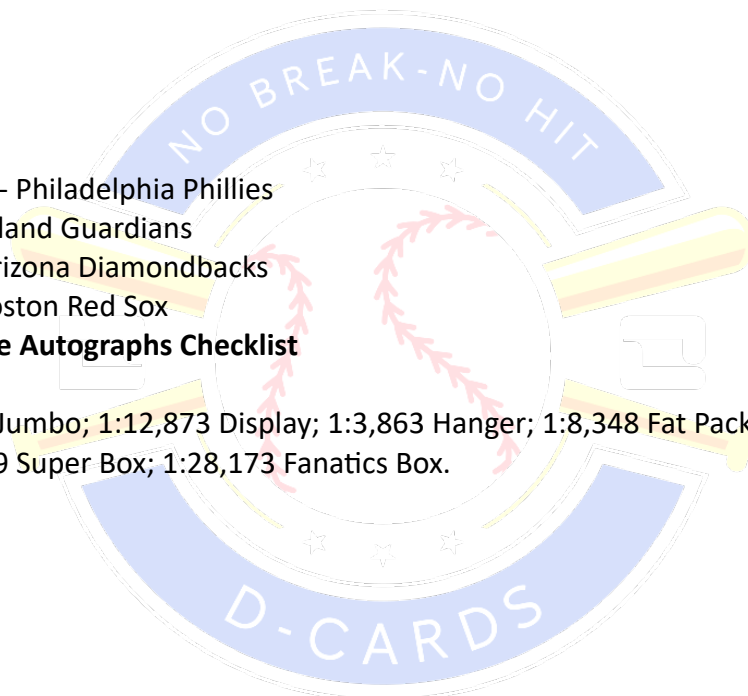 NO BREAK-NO HIT
- Philadelphia Phillies
land Guardians
rizona Diamondbacks
oston Red Sox
e Autographs Checklist
Jumbo; 1:12,873 Display; 1:3,863 Hanger; 1:8,348 Fat Pack
9 Super Box; 1:28,173 Fanatics Box.
D-CARDS